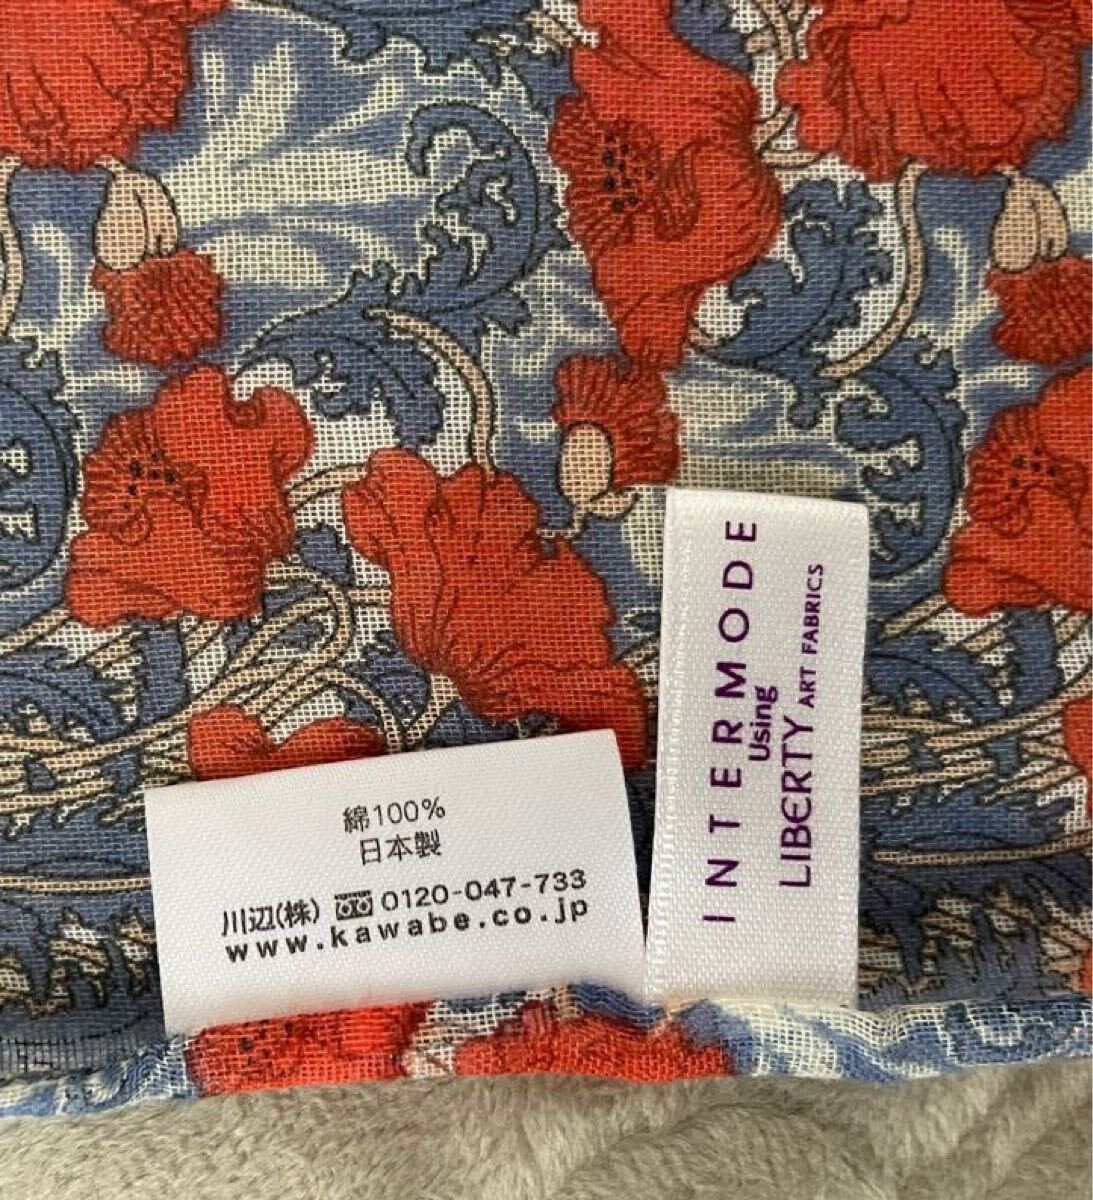 綿100%
日本製
川辺(株) 0120-047-733
www.kawabe.co.jp
INTERMODE
Using
LIBERTY ART FABRICS